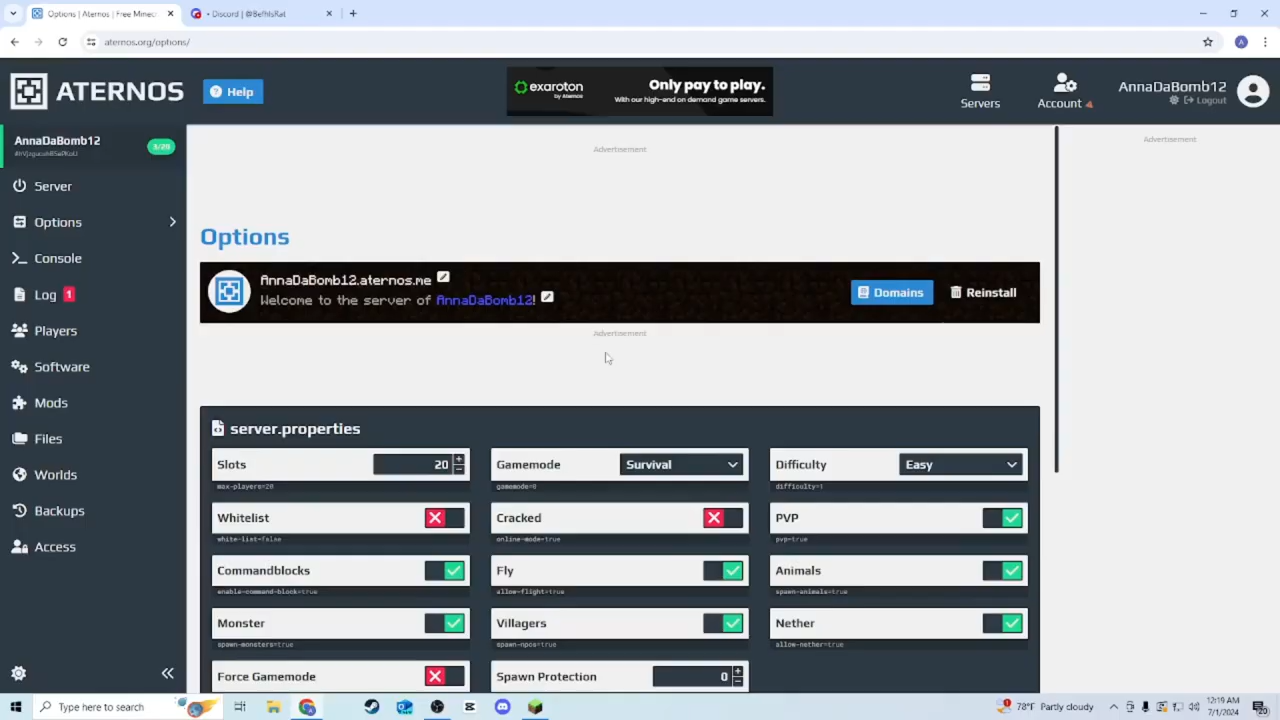 Options | Aternos | Free Minec
• Discord | @BefhIsRat
aternos.org/options/
A
ATERNOS
Help
exaroton
by Aternos
Only pay to play.
With our high-end on demand game servers.
Servers
Account
AnnaDaBomb12
Logout
AnnaDaBomb12
3/20
Server
Options
Console
Log 1
Players
Software
Mods
Files
Worlds
Backups
Access
Advertisement
Advertisement
Options
AnnaDaBomb12.aternos.me
Welcome to the server of AnnaDaBomb12!
Domains
Reinstall
Advertisement
server.properties
Slots 20
max-players=20
Gamemode Survival
gamemode=0
Difficulty Easy
difficulty=1
Whitelist
white-list=false
Cracked
online-mode=true
PVP
pvp=true
Commandblocks
enable-command-block=true
Fly
allow-flight=true
Animals
spawn-animals=true
Monster
spawn-monsters=true
Villagers
spawn-npcs=true
Nether
allow-nether=true
Force Gamemode
Spawn Protection 0
Type here to search
78°F Partly cloudy
12:19 AM
7/1/2024